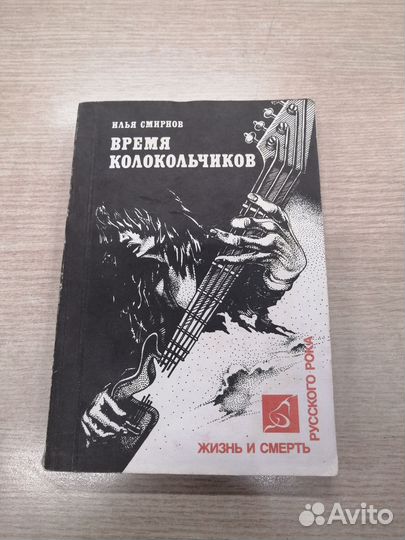 ИЛЬЯ СМИРНОВ
ВРЕМЯ
КОЛОКОЛЬЧИКОВ
ЖИЗНЬ И СМЕРТЬ
РУССКОГО РОКА
Avito